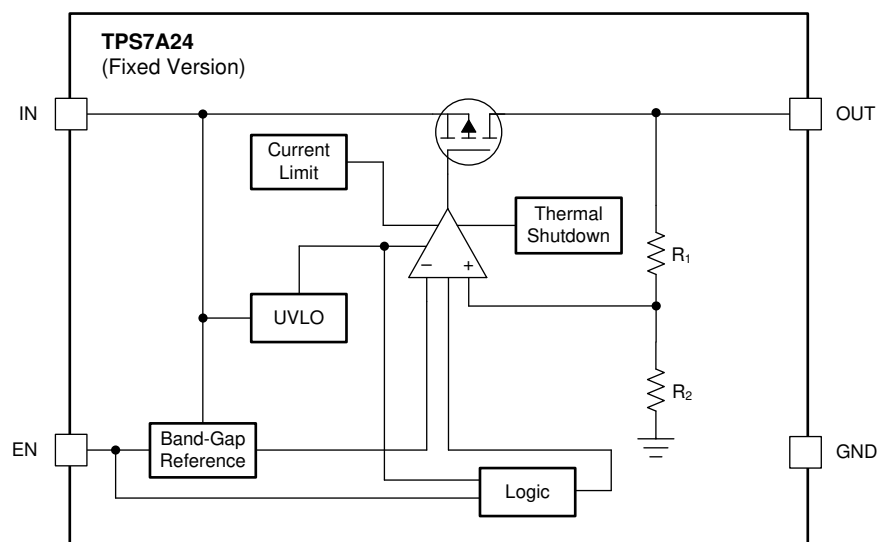 TPS7A24
(Fixed Version)
IN
OUT
Current
Limit
Thermal
Shutdown
R₁
− +
UVLO
R₂
EN
Band-Gap
Reference
GND
Logic